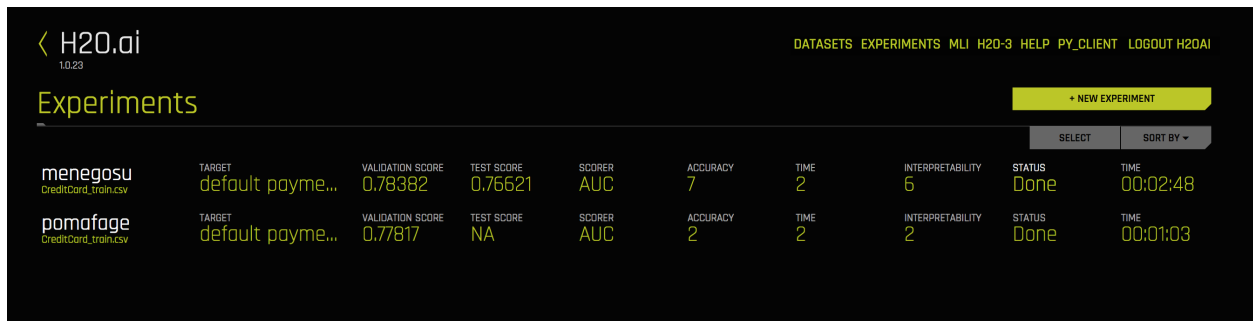 H2O.ai
1.0.23
DATASETS EXPERIMENTS MLI H2O-3 HELP PY_CLIENT LOGOUT H2OAI
Experiments
+ NEW EXPERIMENT
SELECT SORT BY
menegosu TARGET VALIDATION SCORE TEST SCORE SCORER ACCURACY TIME INTERPRETABILITY STATUS TIME
CreditCard_train.csv default payme... 0.78382 0.76621 AUC 7 2 6 Done 00:02:48
pomafage TARGET VALIDATION SCORE TEST SCORE SCORER ACCURACY TIME INTERPRETABILITY STATUS TIME
CreditCard_train.csv default payme... 0.77817 NA AUC 2 2 2 Done 00:01:03